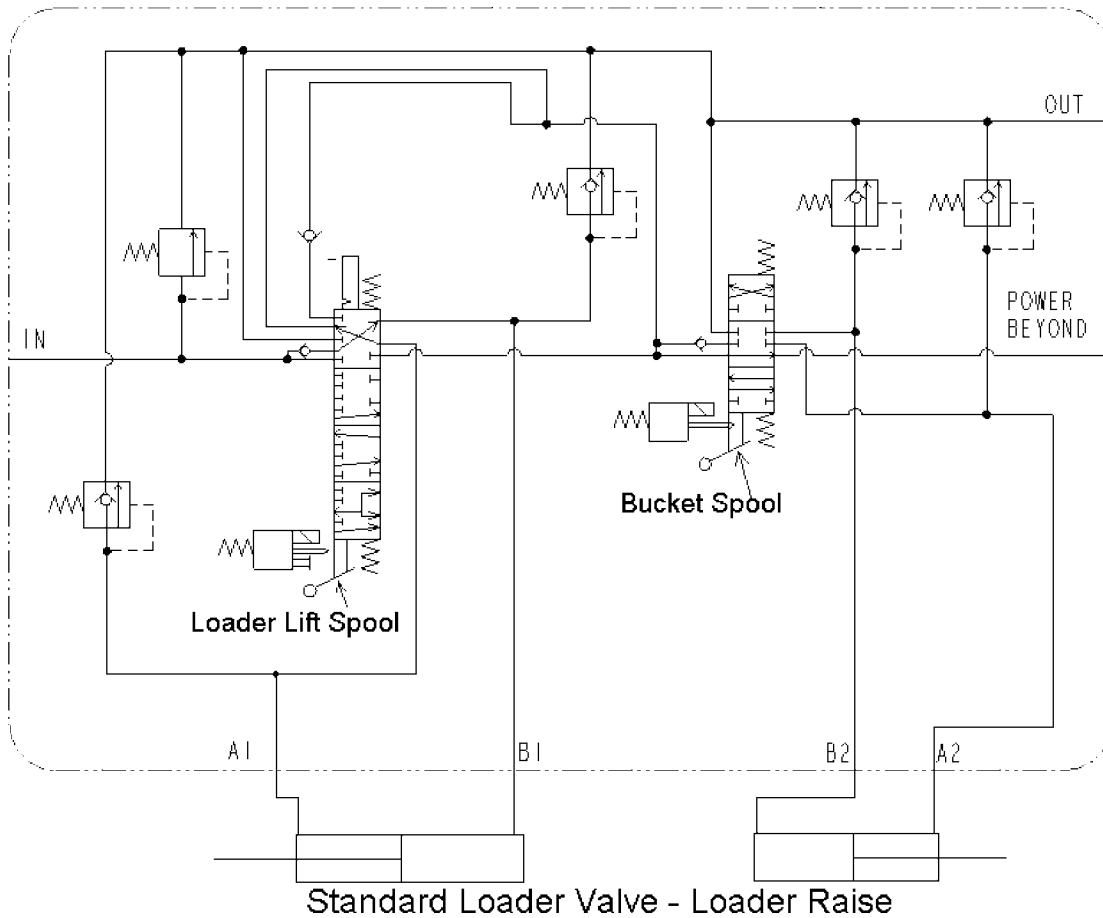 OUT
POWER
BEYOND
IN
Bucket Spool
Loader Lift Spool
A1
B1
B2
A2
Standard Loader Valve - Loader Raise